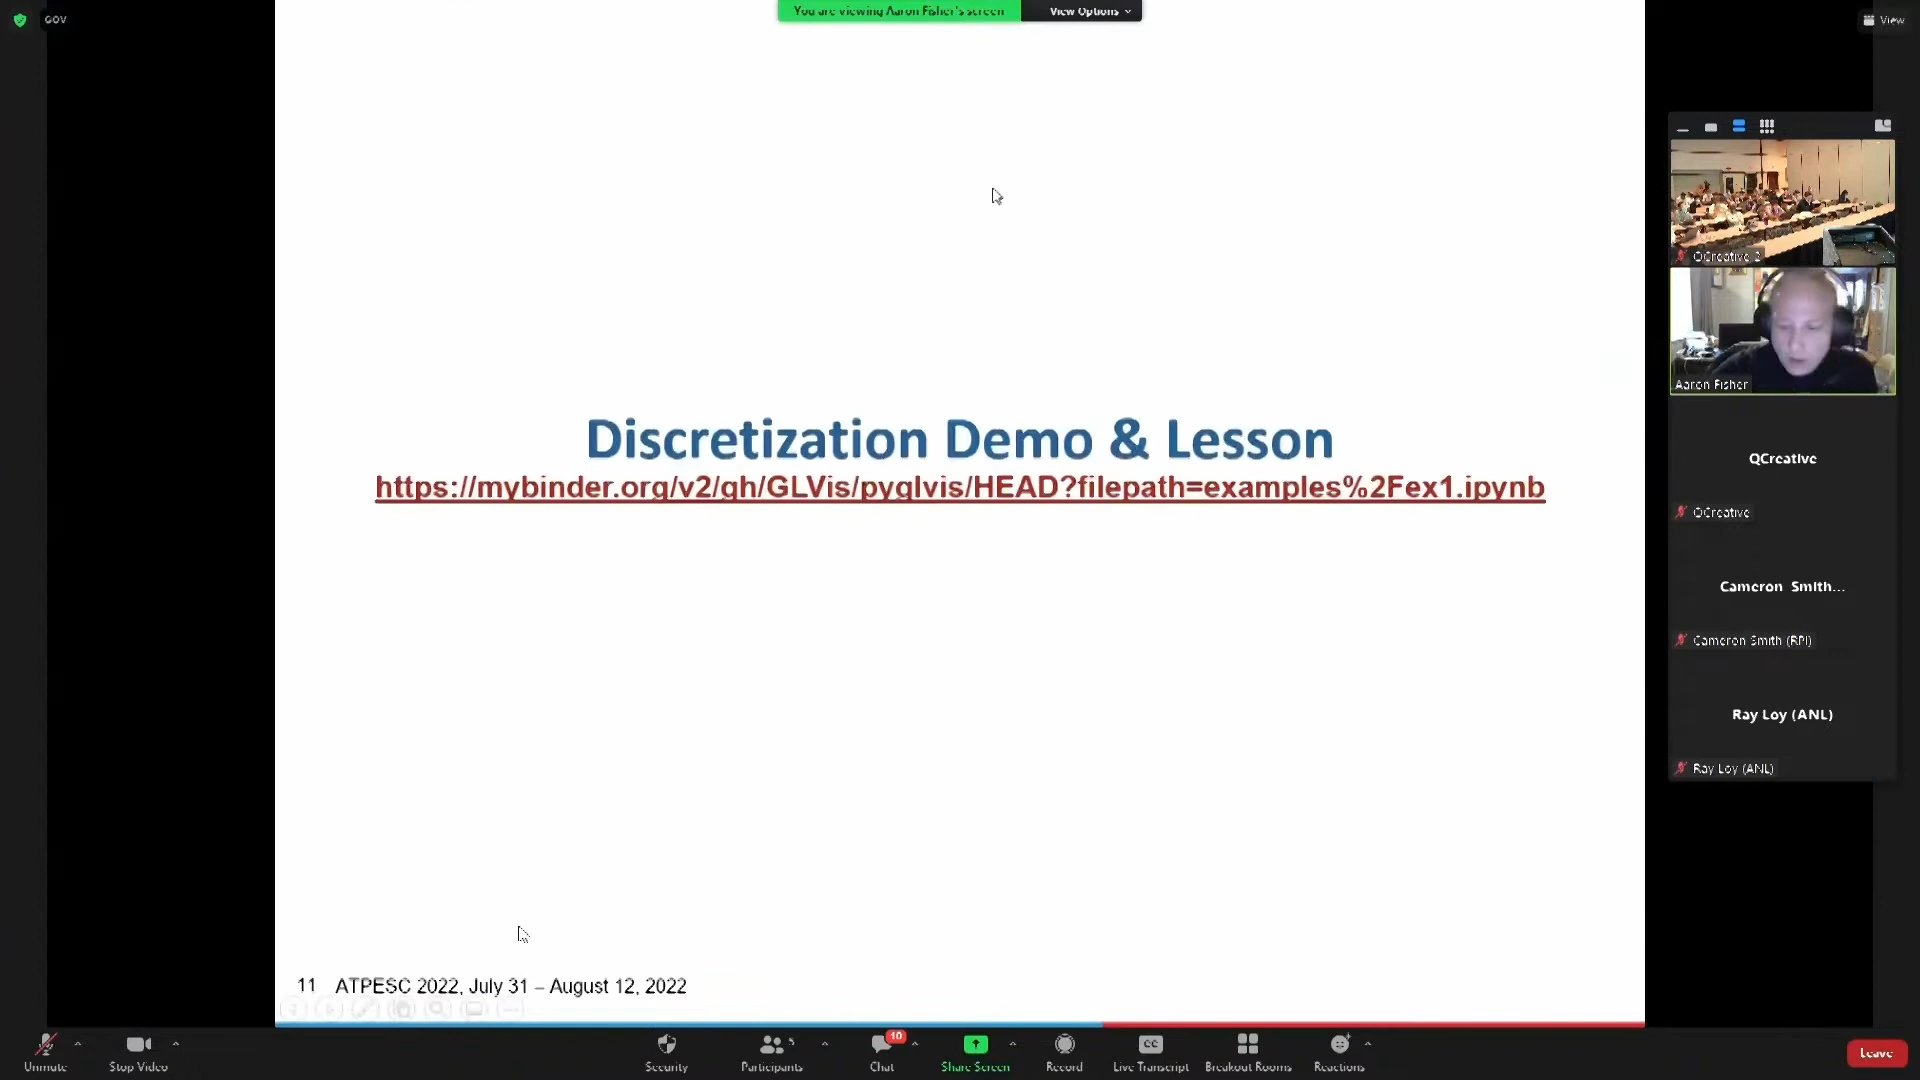 GOV
You are viewing Aaron Fisher's screen
View Options
View
QCreative 2
Discretization Demo & Lesson
https://mybinder.org/v2/gh/GLVis/pyglvis/HEAD?filepath=examples%2Fex1.ipynb
Aaron Fisher
QCreative
QCreative
Cameron Smith...
Cameron Smith (RPI)
Ray Loy (ANL)
Ray Loy (ANL)
11 ATPESC 2022, July 31 – August 12, 2022
Unmute
Stop Video
Security
Participants
5
Chat
10
Share Screen
Record
CC
Live Transcript
Breakout Rooms
Reactions
Leave